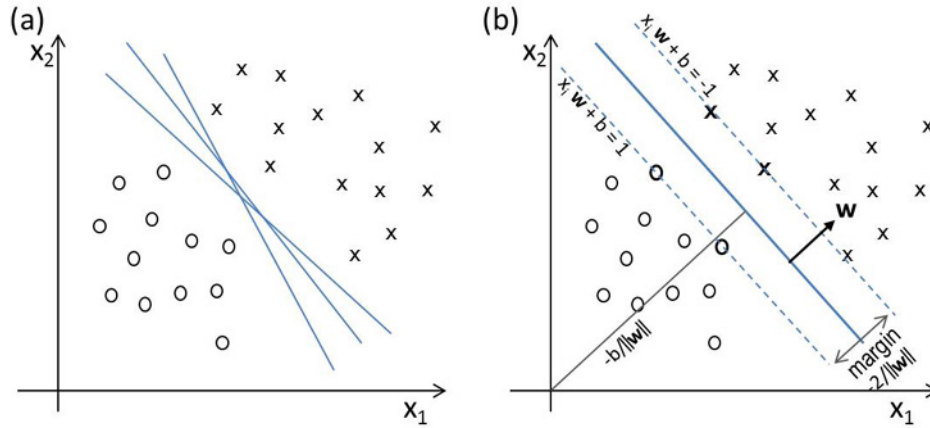 (a)
X₂
X₁
(b)
X₂
xᵢ w + b = -1
xᵢ w + b = 1
w
-b/||w||
margin
-2/||w||
X₁